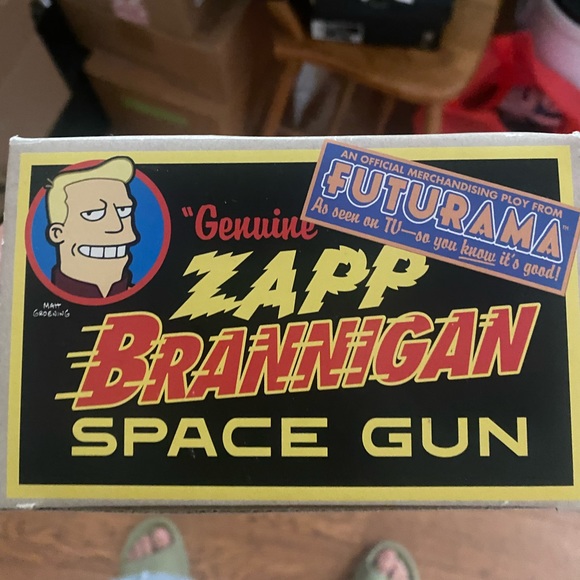 AN OFFICIAL MERCHANDISING PLOY FROM
FUTURAMA™
As seen on TV—so you know it's good!
"Genuine"
ZAPP
BRANNIGAN
SPACE GUN
MATT
GROENING